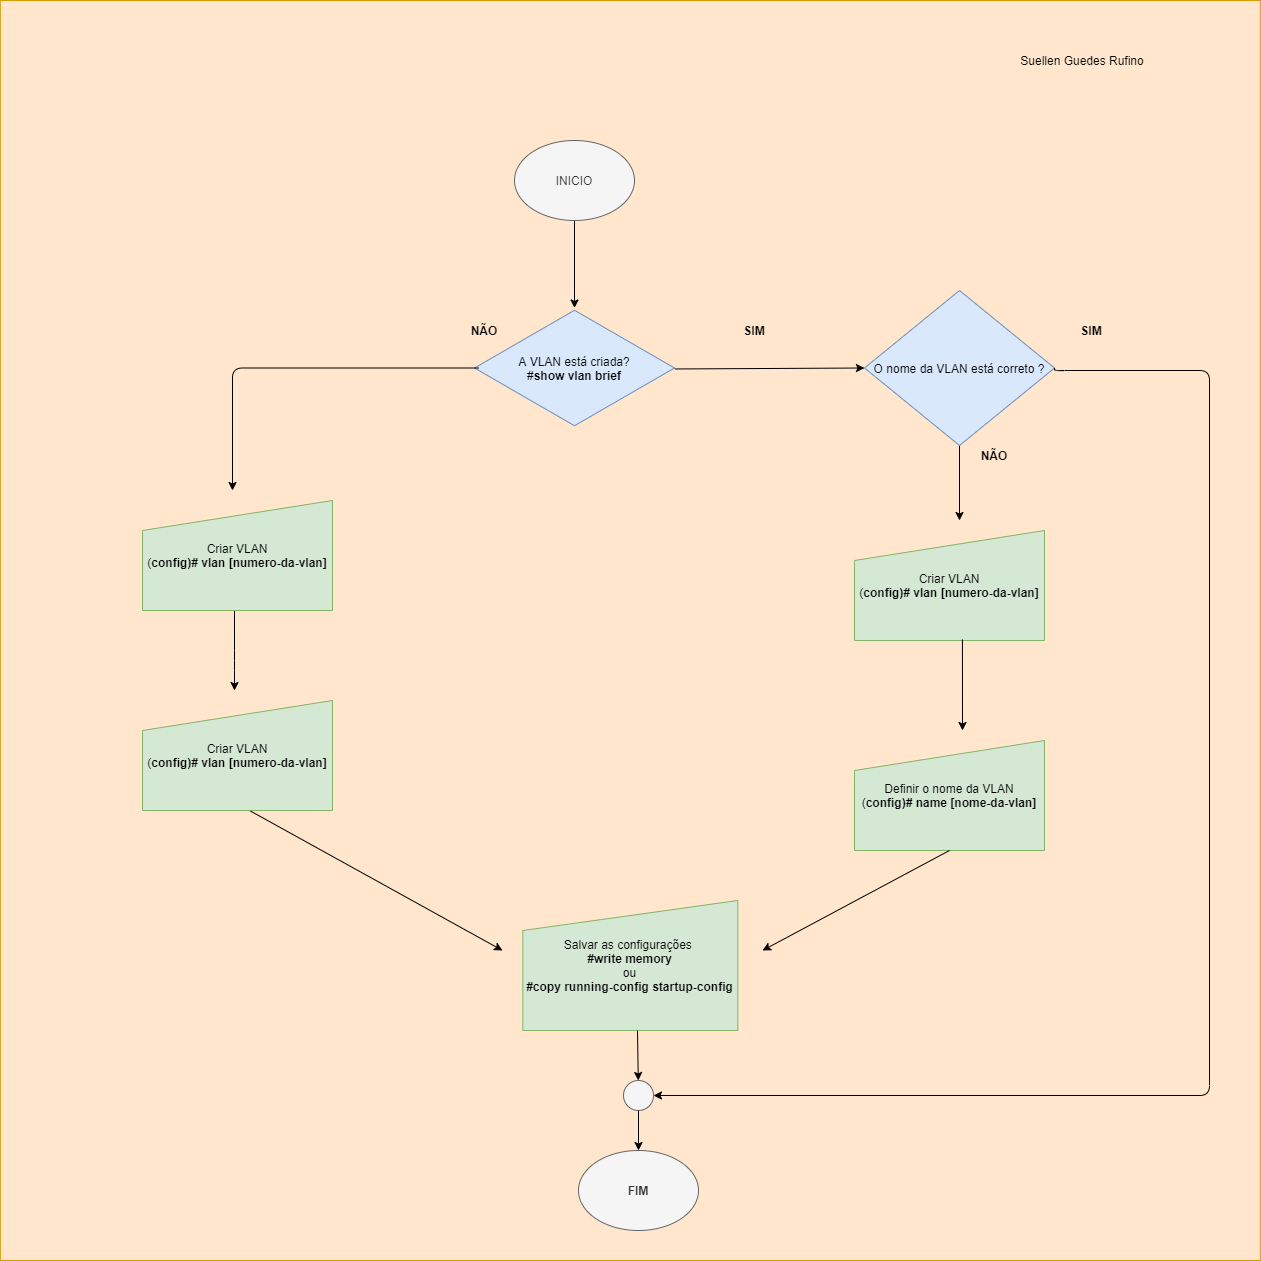 Suellen Guedes Rufino
INICIO
NÃO
SIM
SIM
A VLAN está criada?
#show vlan brief
O nome da VLAN está correto ?
NÃO
Criar VLAN
(config)# vlan [numero-da-vlan]
Criar VLAN
(config)# vlan [numero-da-vlan]
Criar VLAN
(config)# vlan [numero-da-vlan]
Definir o nome da VLAN
(config)# name [nome-da-vlan]
Salvar as configurações
#write memory
ou
#copy running-config startup-config
FIM